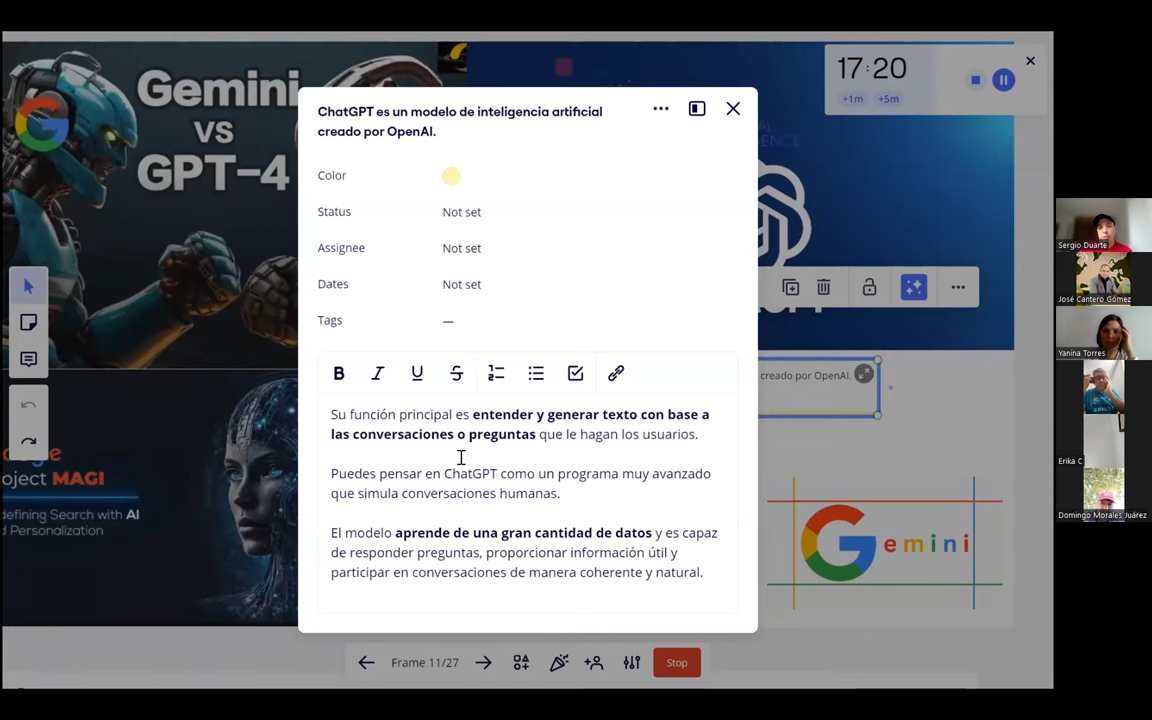 Gemini
VS
GPT-4
17:20
+1m
+5m
ChatGPT es un modelo de inteligencia artificial
creado por OpenAI.
Color
Status
Not set
Assignee
Not set
Dates
Not set
Tags
—
B I U S
Su función principal es entender y generar texto con base a
las conversaciones o preguntas que le hagan los usuarios.
Puedes pensar en ChatGPT como un programa muy avanzado
que simula conversaciones humanas.
El modelo aprende de una gran cantidad de datos y es capaz
de responder preguntas, proporcionar información útil y
participar en conversaciones de manera coherente y natural.
creado por OpenAI.
oject MAGI
defining Search with AI
d Personalization
Gemini
Frame 11/27
Stop
Sergio Duarte
José Cantero Gómez
Yanina Torres
Erika C
Domingo Morales Juárez